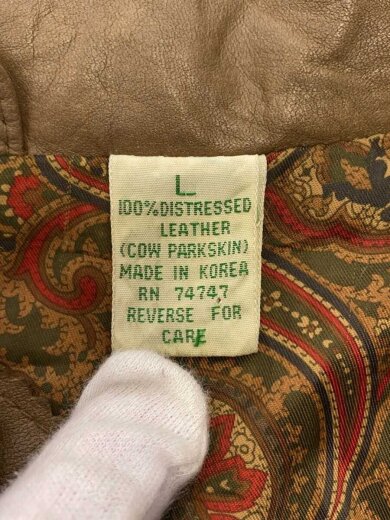 L
100% DISTRESSED
LEATHER
(COW PARKSKIN)
MADE IN KOREA
RN 74747
REVERSE FOR
CARE